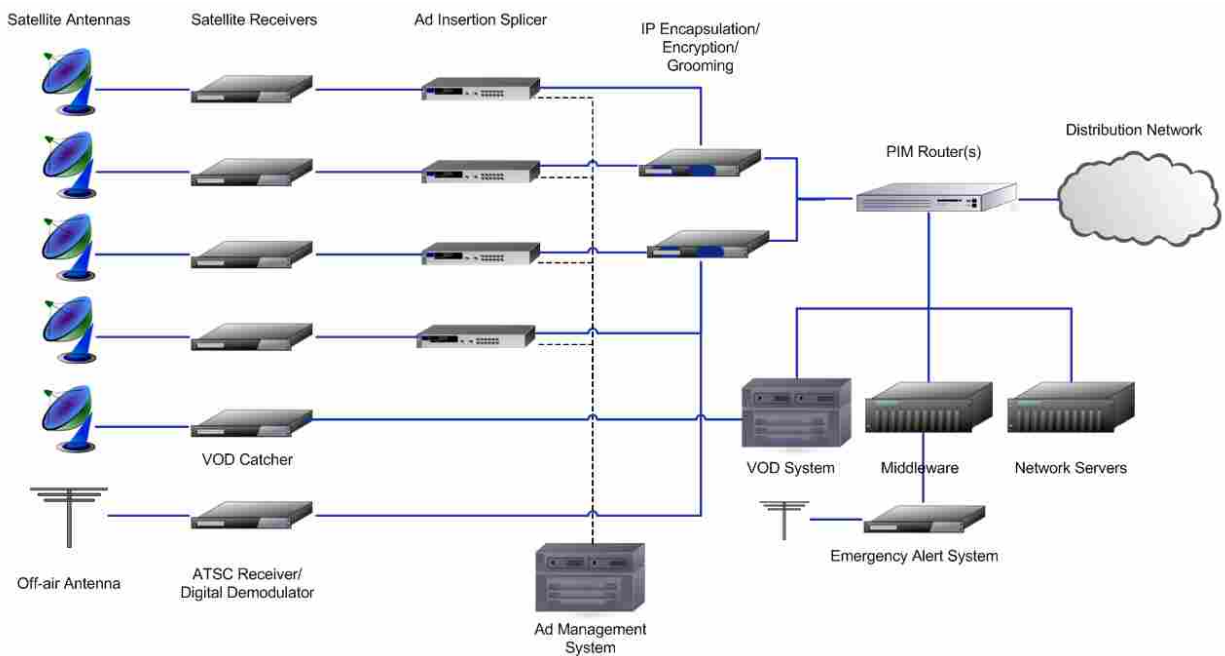 Satellite Antennas
Satellite Receivers
Ad Insertion Splicer
IP Encapsulation/
Encryption/
Grooming
PIM Router(s)
Distribution Network
VOD Catcher
VOD System
Middleware
Network Servers
Emergency Alert System
Off-air Antenna
ATSC Receiver/
Digital Demodulator
Ad Management
System